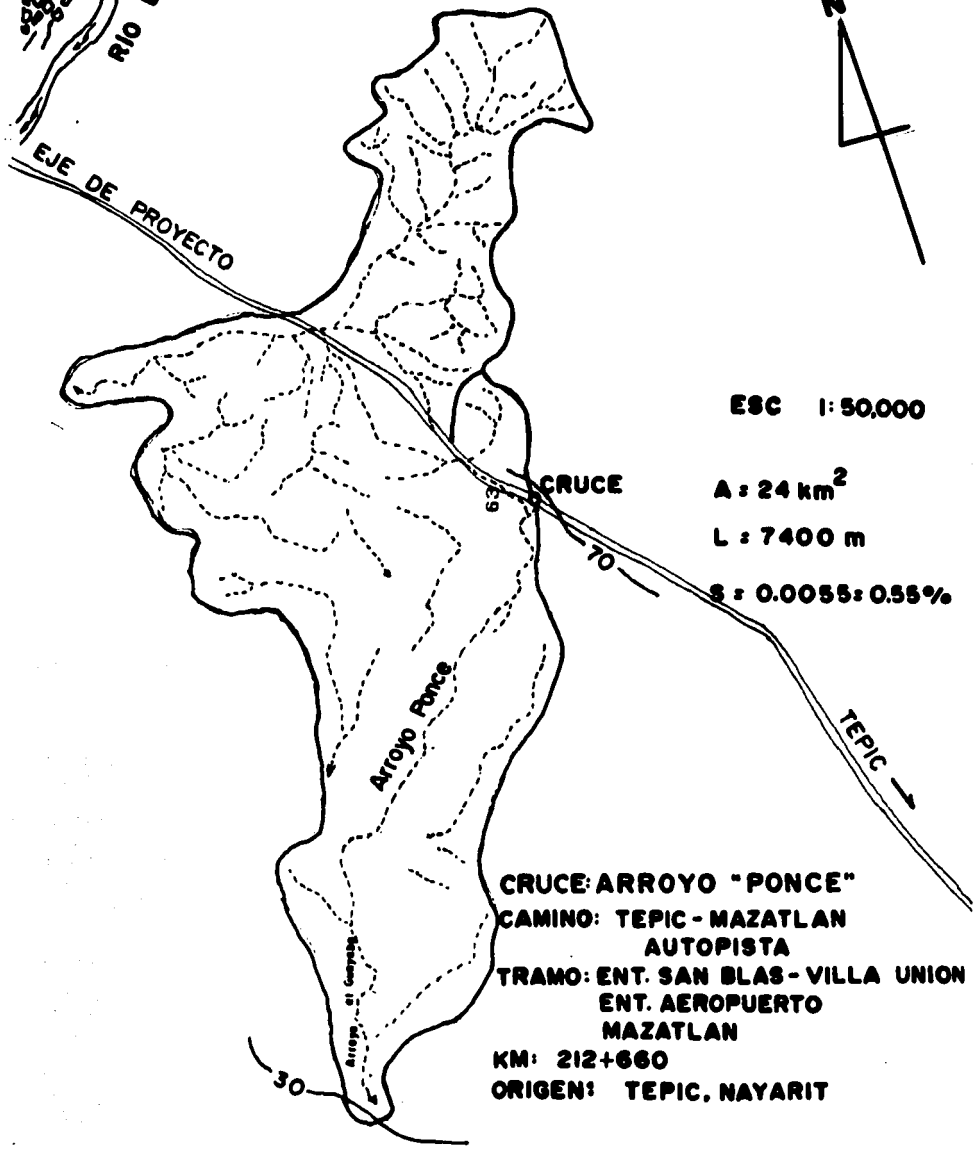 RIO
EJE DE PROYECTO
N
ESC 1:50,000
A = 24 km²
L = 7400 m
S = 0.0055 = 0.55%
CRUCE
63
70
TEPIC
Arroyo Ponce
Arroyo el
30
CRUCE: ARROYO "PONCE"
CAMINO: TEPIC - MAZATLAN
AUTOPISTA
TRAMO: ENT. SAN BLAS - VILLA UNION
ENT. AEROPUERTO
MAZATLAN
KM: 212+660
ORIGEN: TEPIC, NAYARIT